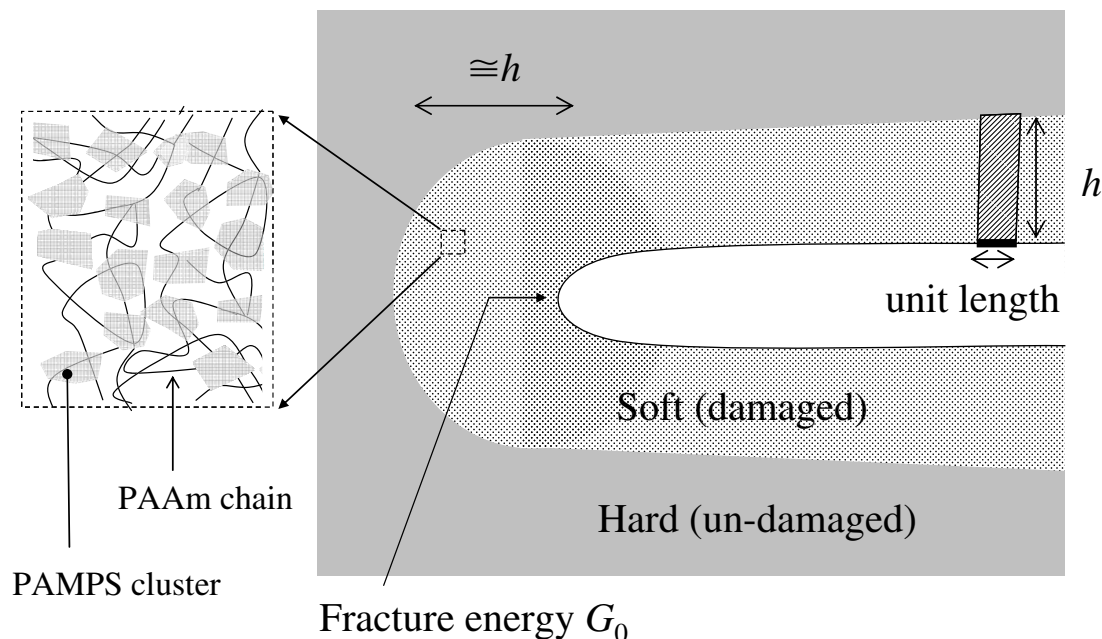 ≅h
h
unit length
Soft (damaged)
PAAm chain
Hard (un-damaged)
PAMPS cluster
Fracture energy G₀